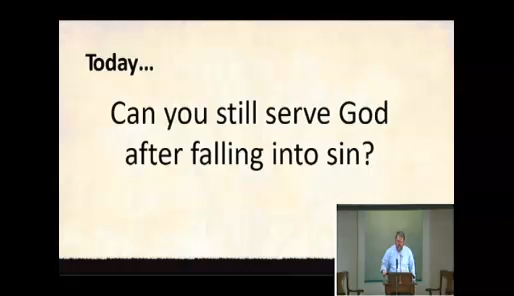 Today...
Can you still serve God
after falling into sin?